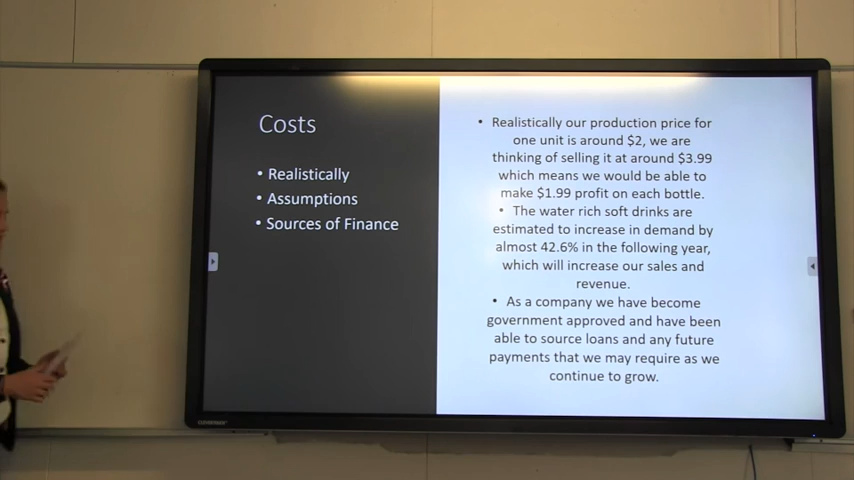 Costs
• Realistically
• Assumptions
• Sources of Finance
• Realistically our production price for
one unit is around $2, we are
thinking of selling it at around $3.99
which means we would be able to
make $1.99 profit on each bottle.
• The water rich soft drinks are
estimated to increase in demand by
almost 42.6% in the following year,
which will increase our sales and
revenue.
• As a company we have become
government approved and have been
able to source loans and any future
payments that we may require as we
continue to grow.
CLEVERTOUCH